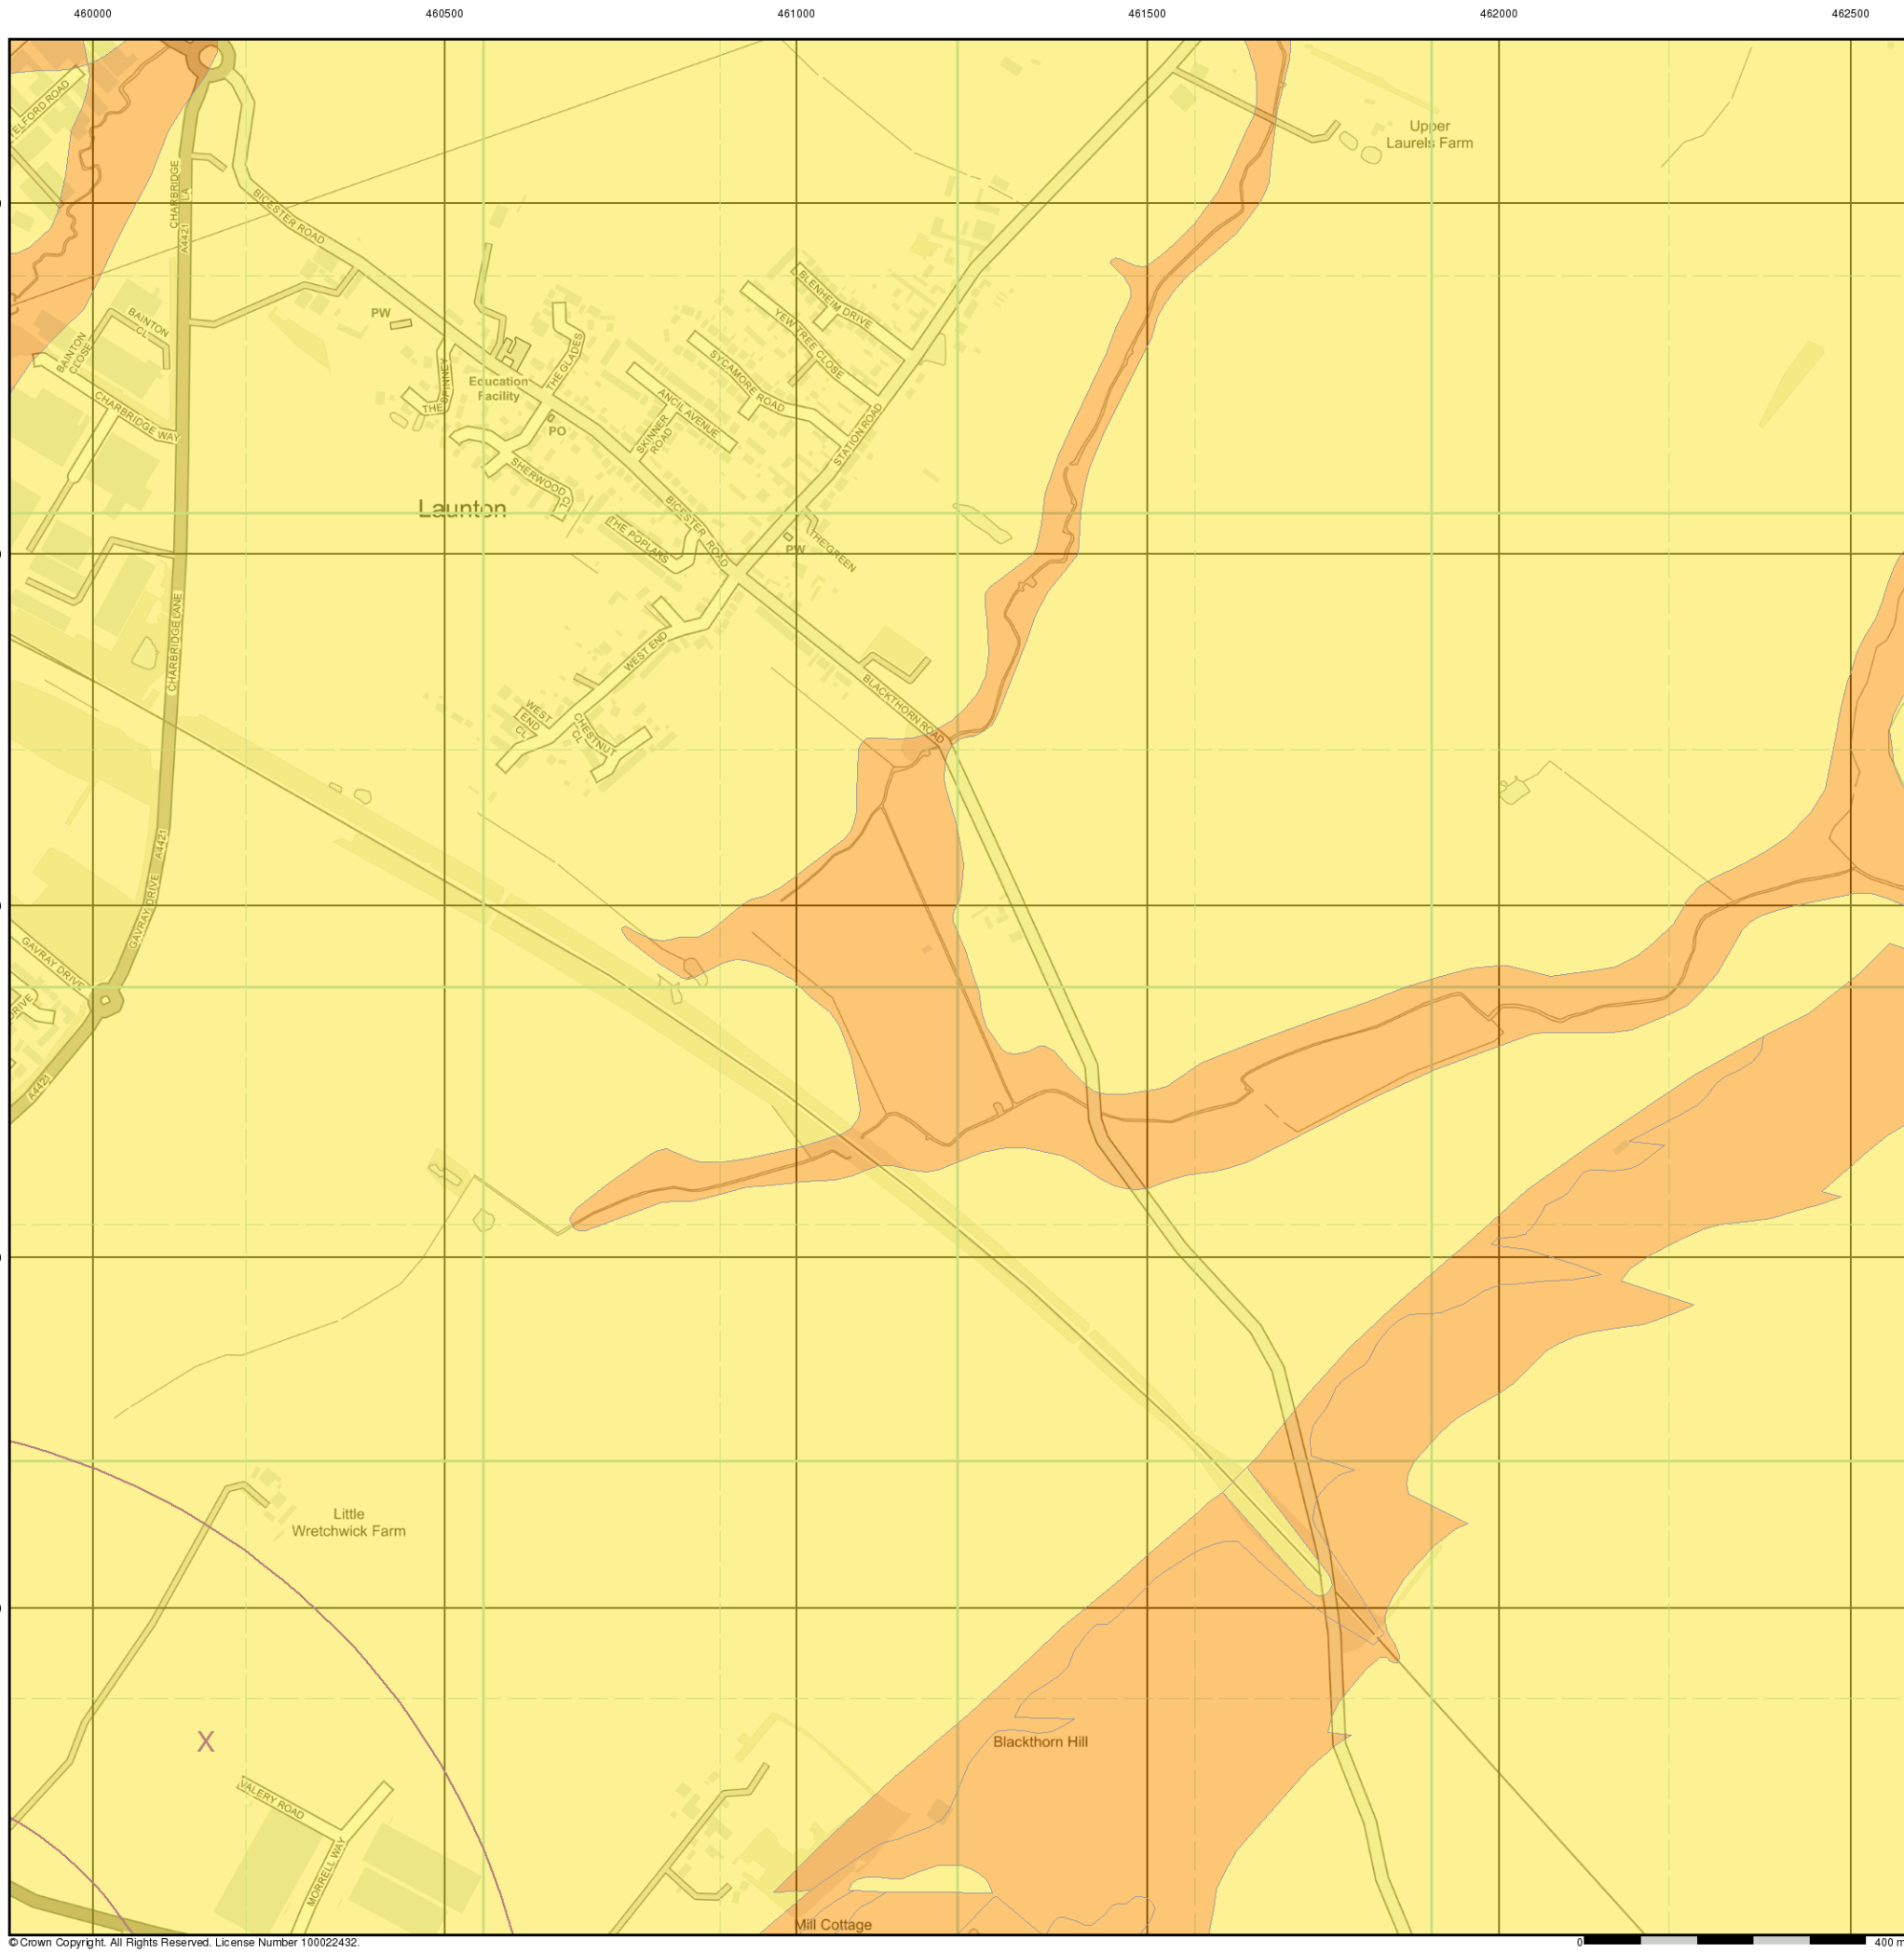 460000 460500 461000 461500 462000 462500
TELFORD ROAD
CHARBRIDGE LA
A4421
BICESTER ROAD
Upper
Laurels Farm
BAINTON CL
BAINTON
CLOSE
PW
BLENHEIM DRIVE
YEW TREE CLOSE
THE GLADES
SYCAMORE ROAD
Education
Facility
THE SPINNEY
ANCIL AVENUE
CHARBRIDGE WAY
PO
SKINNER
ROAD
STATION ROAD
SHERWOOD CL
Launton
BICESTER ROAD
THE POPLARS
PW
THE GREEN
CHARBRIDGE LANE
WEST END
WEST
END
CL
CHESTNUT
CL
BLACKTHORN ROAD
A4421
GAVRAY DRIVE
GAVRAY DRIVE
DRIVE
A4421
Little
Wretchwick Farm
X
Blackthorn Hill
VALERY ROAD
MORRELL WAY
Mill Cottage
© Crown Copyright. All Rights Reserved. License Number 100022432.
0 400 m